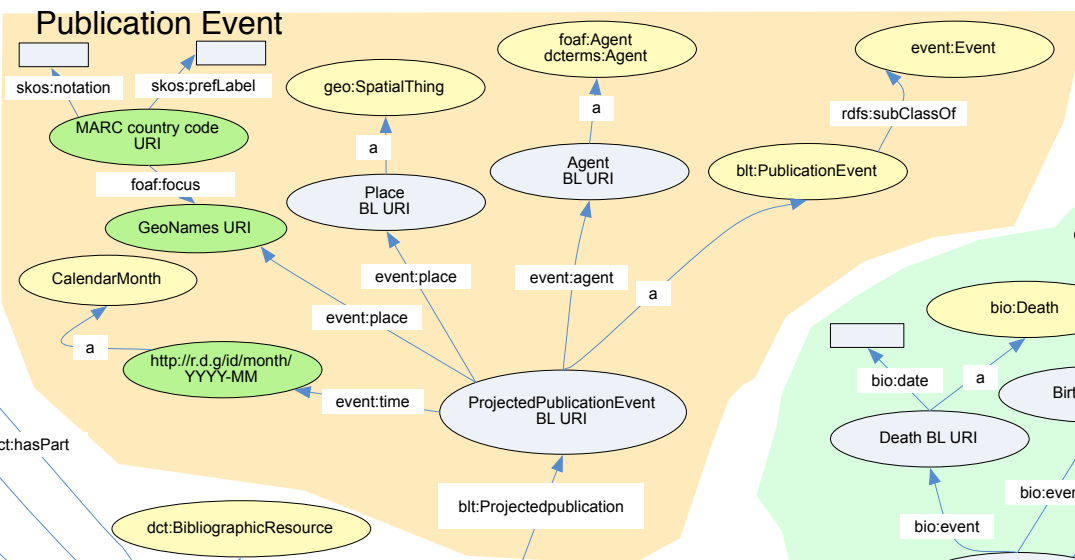 Publication Event
skos:notation
skos:prefLabel
MARC country code
URI
foaf:focus
GeoNames URI
CalendarMonth
a
http://r.d.g/id/month/
YYYY-MM
geo:SpatialThing
a
Place
BL URI
event:place
event:place
event:time
foaf:Agent
dcterms:Agent
a
Agent
BL URI
event:agent
event:Event
rdfs:subClassOf
blt:PublicationEvent
a
ProjectedPublicationEvent
BL URI
blt:Projectedpublication
ct:hasPart
dct:BibliographicResource
bio:Death
bio:date
a
Birt
Death BL URI
bio:ever
bio:event